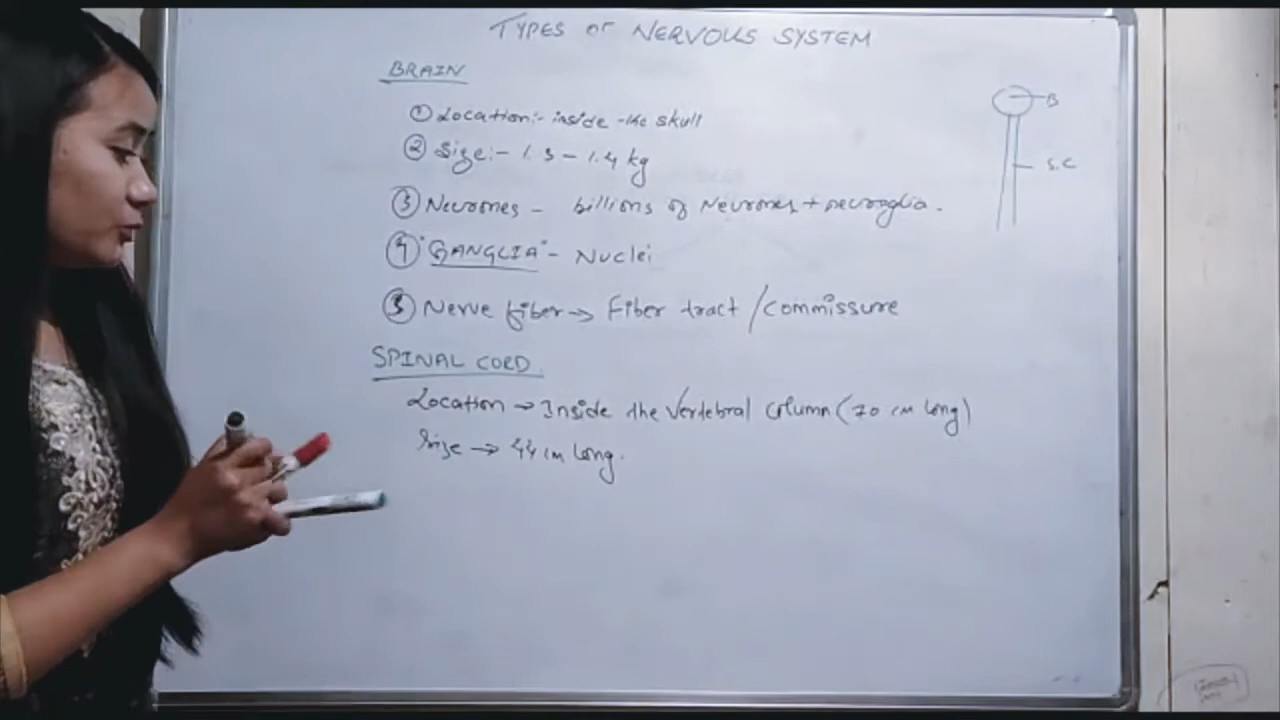 TYPES OF NERVOUS SYSTEM
BRAIN
① Location:- inside the skull
② Size:- 1.3 - 1.4 kg
③ Neurones - billions of Neurones + neuroglia.
④ "GANGLIA" - Nuclei
⑤ Nerve fiber → Fiber tract / Commissure
SPINAL CORD
Location → Inside the Vertebral Column (70 cm long)
Size → 44 cm long.
B
S.C